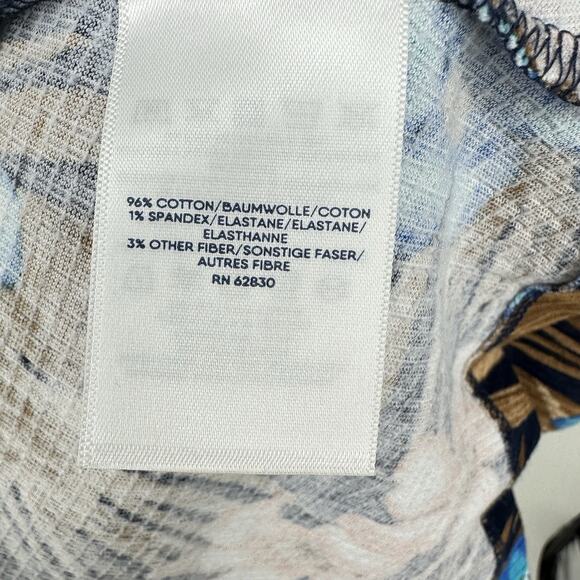 96% COTTON/BAUMWOLLE/COTON
1% SPANDEX/ELASTANE/ELASTANE/
ELASTHANNE
3% OTHER FIBER/SONSTIGE FASER/
AUTRES FIBRE
RN 62830